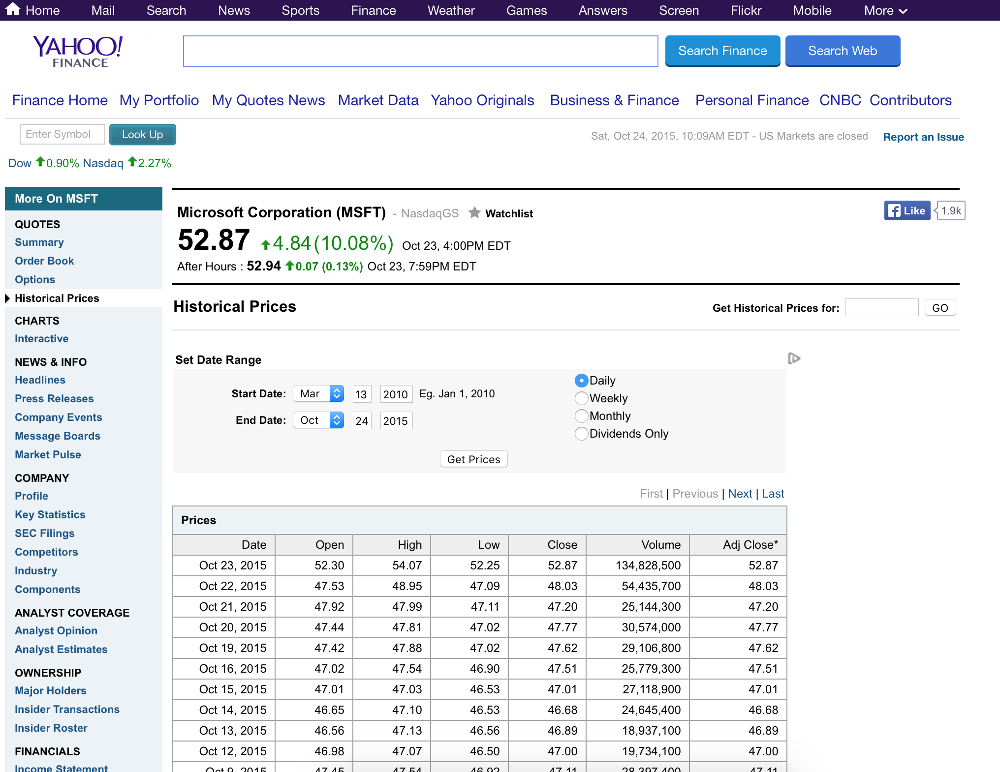 Home Mail Search News Sports Finance Weather Games Answers Screen Flickr Mobile More
YAHOO!
FINANCE
Search Finance Search Web
Finance Home My Portfolio My Quotes News Market Data Yahoo Originals Business & Finance Personal Finance CNBC Contributors
Enter Symbol Look Up
Sat, Oct 24, 2015, 10:09AM EDT - US Markets are closed Report an Issue
Dow 0.90% Nasdaq 2.27%
More On MSFT
QUOTES
Summary
Order Book
Options
Historical Prices
CHARTS
Interactive
NEWS & INFO
Headlines
Press Releases
Company Events
Message Boards
Market Pulse
COMPANY
Profile
Key Statistics
SEC Filings
Competitors
Industry
Components
ANALYST COVERAGE
Analyst Opinion
Analyst Estimates
OWNERSHIP
Major Holders
Insider Transactions
Insider Roster
FINANCIALS
Income Statement
Microsoft Corporation (MSFT) - NasdaqGS Watchlist
Like 1.9k
52.87 4.84(10.08%) Oct 23, 4:00PM EDT
After Hours : 52.94 0.07 (0.13%) Oct 23, 7:59PM EDT
Historical Prices
Get Historical Prices for: GO
Set Date Range
Start Date: Mar 13 2010 Eg. Jan 1, 2010
End Date: Oct 24 2015
Daily
Weekly
Monthly
Dividends Only
Get Prices
First | Previous | Next | Last
Prices
Date Open High Low Close Volume Adj Close*
Oct 23, 2015 52.30 54.07 52.25 52.87 134,828,500 52.87
Oct 22, 2015 47.53 48.95 47.09 48.03 54,435,700 48.03
Oct 21, 2015 47.92 47.99 47.11 47.20 25,144,300 47.20
Oct 20, 2015 47.44 47.81 47.02 47.77 30,574,000 47.77
Oct 19, 2015 47.42 47.88 47.02 47.62 29,106,800 47.62
Oct 16, 2015 47.02 47.54 46.90 47.51 25,779,300 47.51
Oct 15, 2015 47.01 47.03 46.53 47.01 27,118,900 47.01
Oct 14, 2015 46.65 47.10 46.53 46.68 24,645,400 46.68
Oct 13, 2015 46.56 47.13 46.56 46.89 18,937,100 46.89
Oct 12, 2015 46.98 47.07 46.50 47.00 19,734,100 47.00
Oct 9, 2015 47.45 47.54 46.92 47.11 28,397,400 47.11